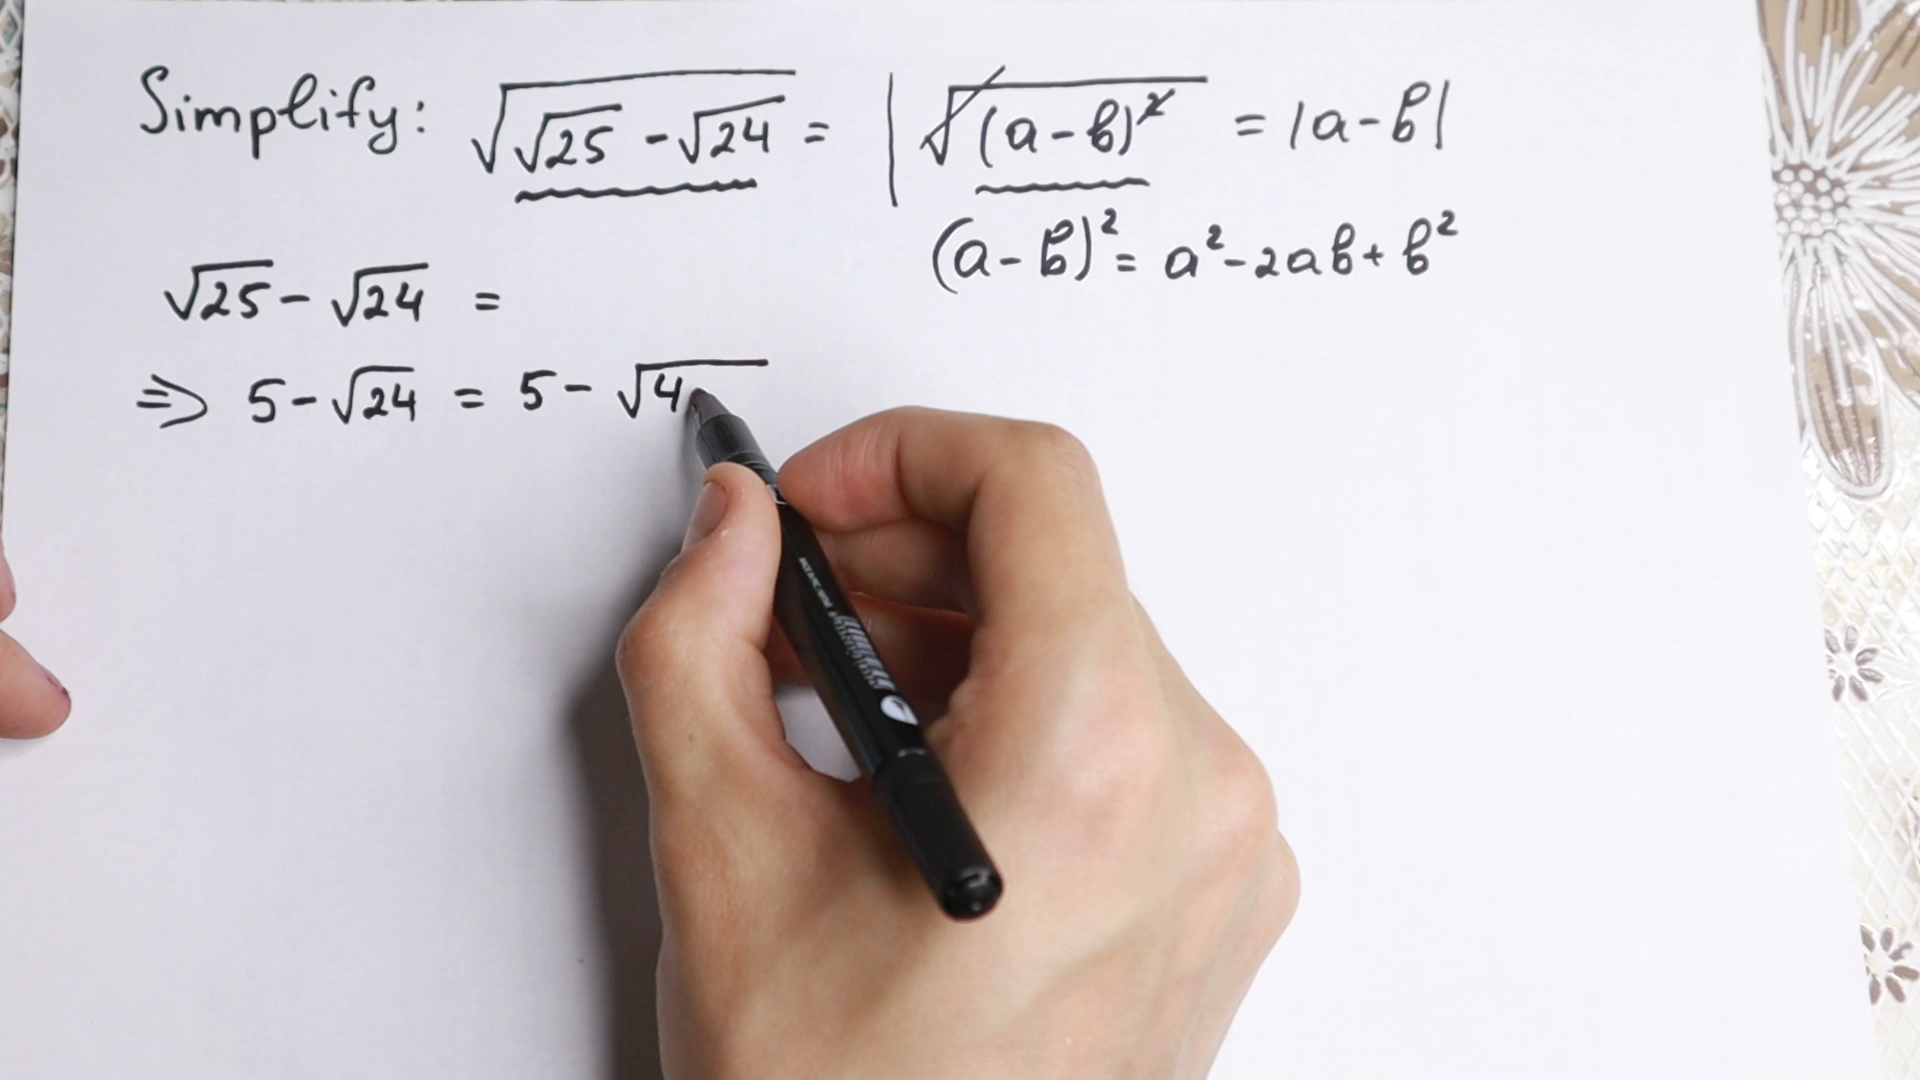 Simplify: √(√25 - √24) = | √(a-b)² = |a-b|
(a-b)² = a² - 2ab + b²
√25 - √24 =
⇒ 5 - √24 = 5 - √4